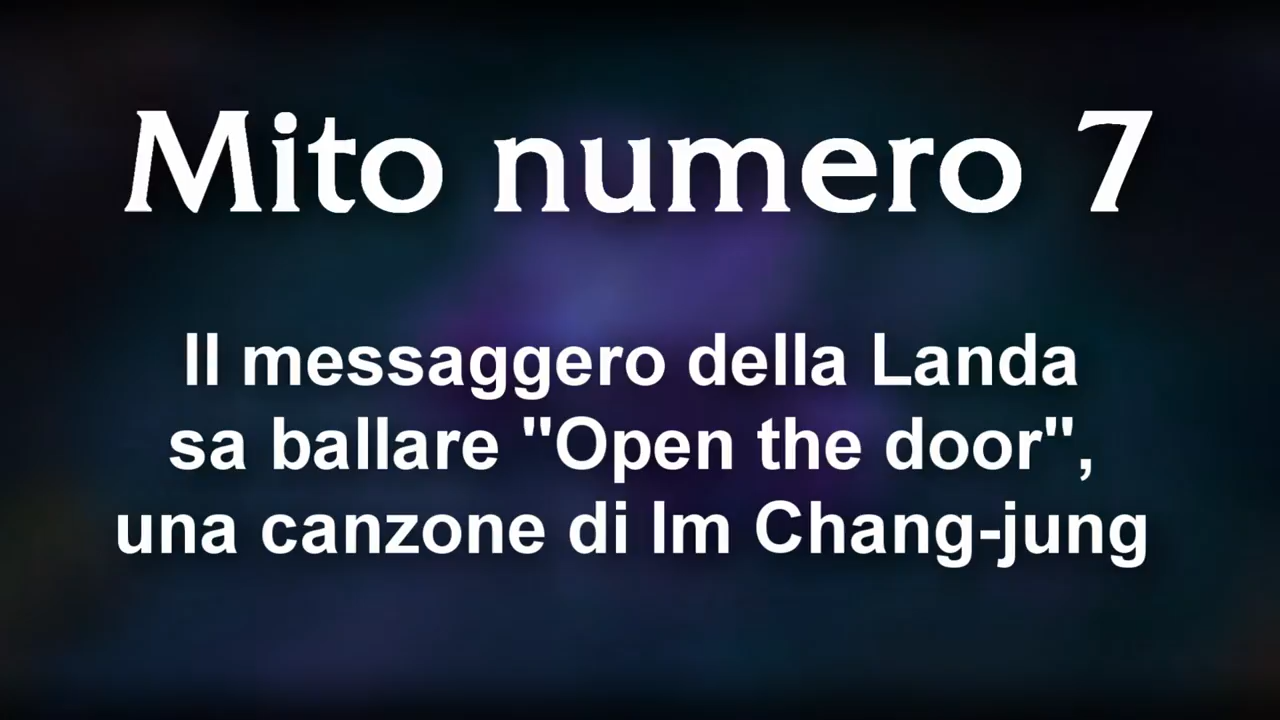 Mito numero 7
Il messaggero della Landa
sa ballare "Open the door",
una canzone di Im Chang-jung